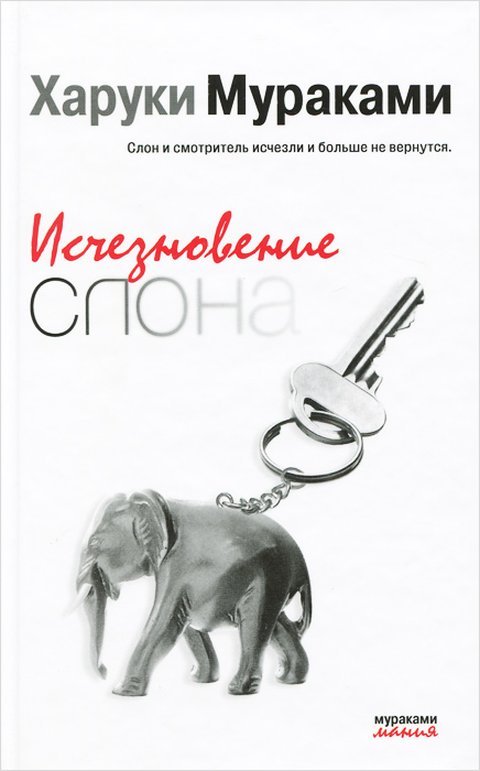 Харуки Мураками
Слон и смотритель исчезли и больше не вернутся.
Исчезновение
слона
мураками
мания